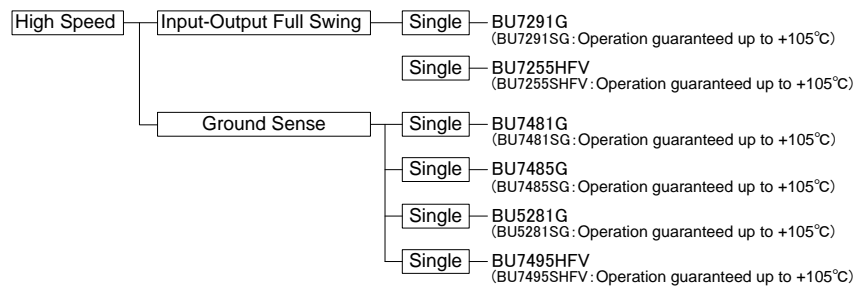 High Speed Input-Output Full Swing Single BU7291G
(BU7291SG:Operation guaranteed up to +105°C)
Single BU7255HFV
(BU7255SHFV:Operation guaranteed up to +105°C)
Ground Sense Single BU7481G
(BU7481SG:Operation guaranteed up to +105°C)
Single BU7485G
(BU7485SG:Operation guaranteed up to +105°C)
Single BU5281G
(BU5281SG:Operation guaranteed up to +105°C)
Single BU7495HFV
(BU7495SHFV:Operation guaranteed up to +105°C)